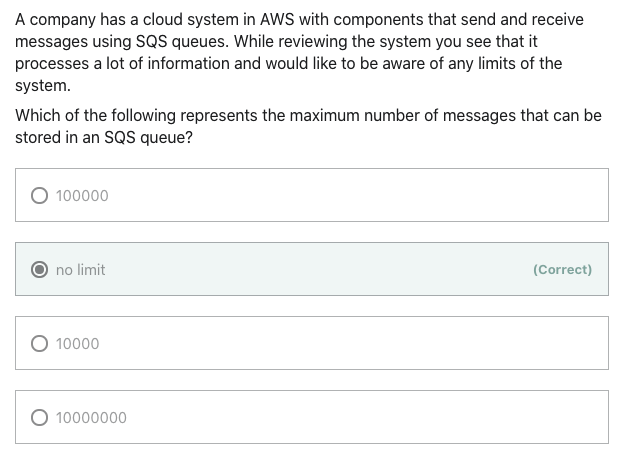 A company has a cloud system in AWS with components that send and receive
messages using SQS queues. While reviewing the system you see that it
processes a lot of information and would like to be aware of any limits of the
system.
Which of the following represents the maximum number of messages that can be
stored in an SQS queue?
100000
no limit (Correct)
10000
10000000